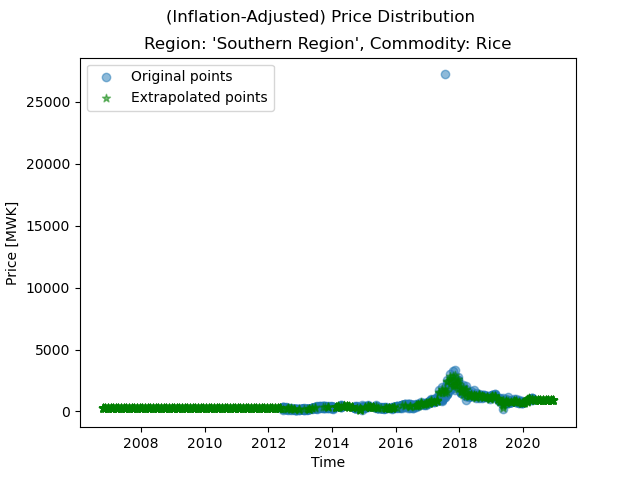 (Inflation-Adjusted) Price Distribution
Region: 'Southern Region', Commodity: Rice
Original points
Extrapolated points
25000
20000
15000
10000
5000
0
Price [MWK]
2008 2010 2012 2014 2016 2018 2020
Time